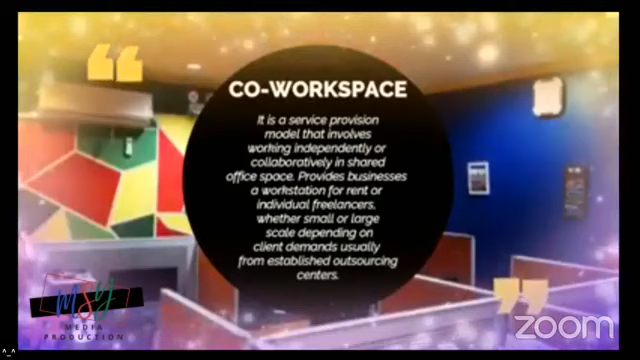 CO-WORKSPACE
It is a service provision
model that involves
working independently or
collaboratively in shared
office space. Provides businesses
a workstation for rent or
individual freelancers,
whether small or large
scale depending on
client demands usually
from established outsourcing
centers.
MEDPA
PRODUCTION
zoom
^_^